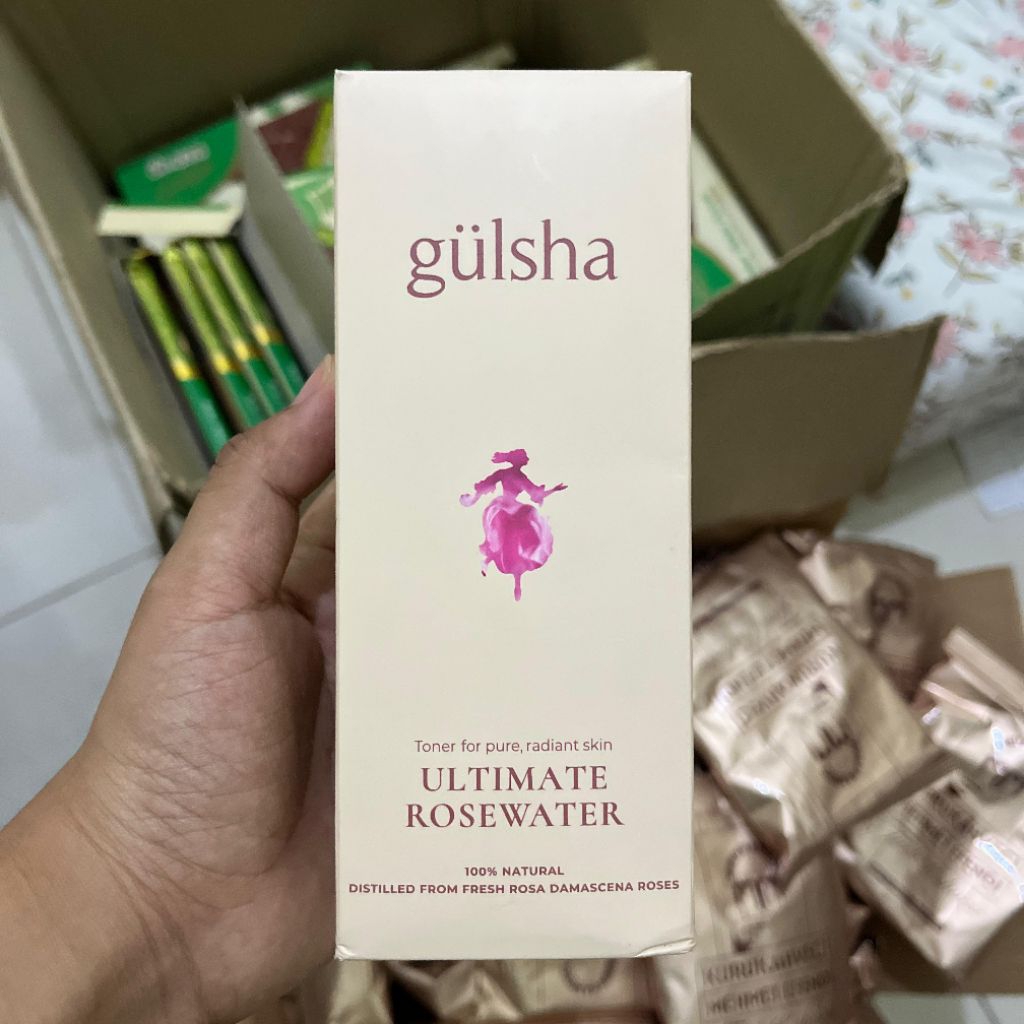 gülsha
Toner for pure, radiant skin
ULTIMATE
ROSEWATER
100% NATURAL
DISTILLED FROM FRESH ROSA DAMASCENA ROSES